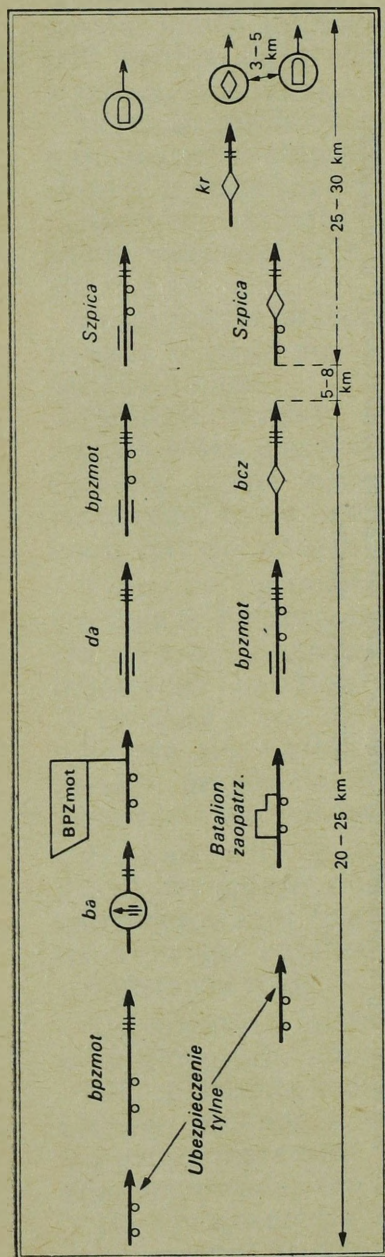 bpzmot
ba
BPZmot
da
bpzmot
Szpica
Ubezpieczenie
tylne
Batalion
zaopatrz.
bpzmot
bcz
Szpica
kr
3-5
km
20-25 km
5-8
km
25-30 km